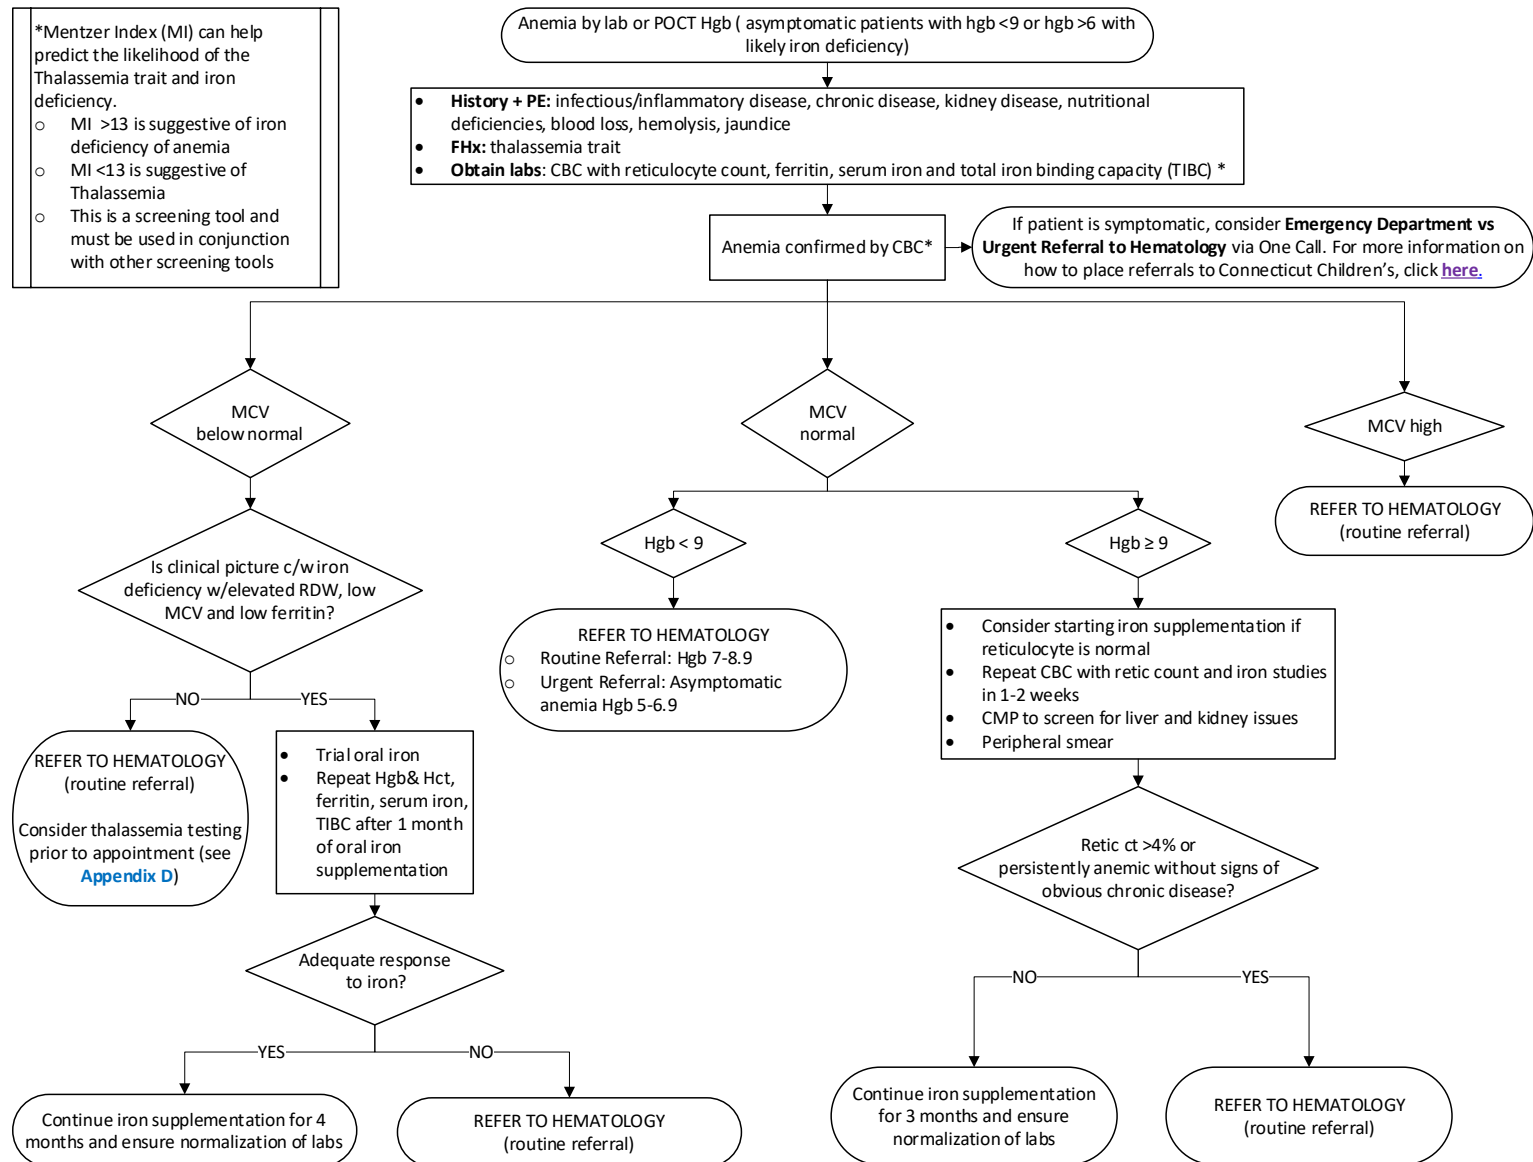 *Mentzer Index (MI) can help
predict the likelihood of the
Thalassemia trait and iron
deficiency.
o MI >13 is suggestive of iron
deficiency of anemia
o MI <13 is suggestive of
Thalassemia
o This is a screening tool and
must be used in conjunction
with other screening tools
Anemia by lab or POCT Hgb ( asymptomatic patients with hgb <9 or hgb >6 with
likely iron deficiency)
• History + PE: infectious/inflammatory disease, chronic disease, kidney disease, nutritional
deficiencies, blood loss, hemolysis, jaundice
• FHx: thalassemia trait
• Obtain labs: CBC with reticulocyte count, ferritin, serum iron and total iron binding capacity (TIBC) *
Anemia confirmed by CBC*
If patient is symptomatic, consider Emergency Department vs
Urgent Referral to Hematology via One Call. For more information on
how to place referrals to Connecticut Children's, click here.
MCV
below normal
MCV
normal
MCV high
Is clinical picture c/w iron
deficiency w/elevated RDW, low
MCV and low ferritin?
Hgb < 9
Hgb ≥ 9
REFER TO HEMATOLOGY
(routine referral)
REFER TO HEMATOLOGY
o Routine Referral: Hgb 7-8.9
o Urgent Referral: Asymptomatic
anemia Hgb 5-6.9
• Consider starting iron supplementation if
reticulocyte is normal
• Repeat CBC with retic count and iron studies
in 1-2 weeks
• CMP to screen for liver and kidney issues
• Peripheral smear
NO
YES
REFER TO HEMATOLOGY
(routine referral)
Consider thalassemia testing
prior to appointment (see
Appendix D)
• Trial oral iron
• Repeat Hgb& Hct,
ferritin, serum iron,
TIBC after 1 month
of oral iron
supplementation
Retic ct >4% or
persistently anemic without signs of
obvious chronic disease?
Adequate response
to iron?
NO
YES
YES
NO
Continue iron supplementation for 4
months and ensure normalization of labs
REFER TO HEMATOLOGY
(routine referral)
Continue iron supplementation
for 3 months and ensure
normalization of labs
REFER TO HEMATOLOGY
(routine referral)